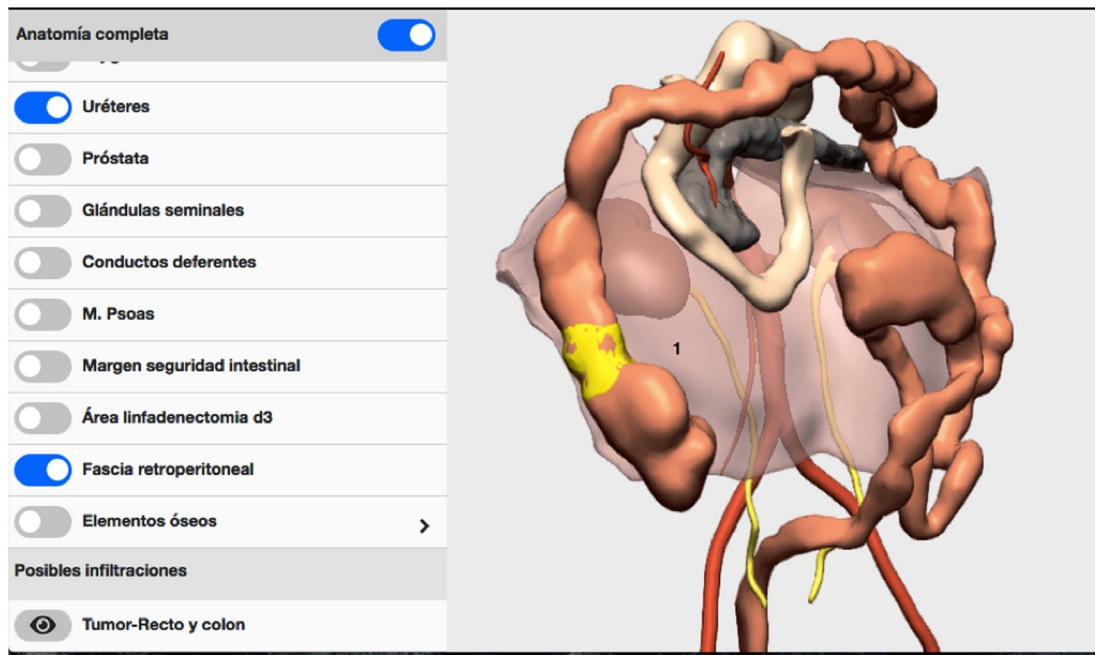 Anatomía completa
Uréteres
Próstata
Glándulas seminales
Conductos deferentes
M. Psoas
Margen seguridad intestinal
Área linfadenectomia d3
Fascia retroperitoneal
Elementos óseos
Posibles infiltraciones
Tumor-Recto y colon
1